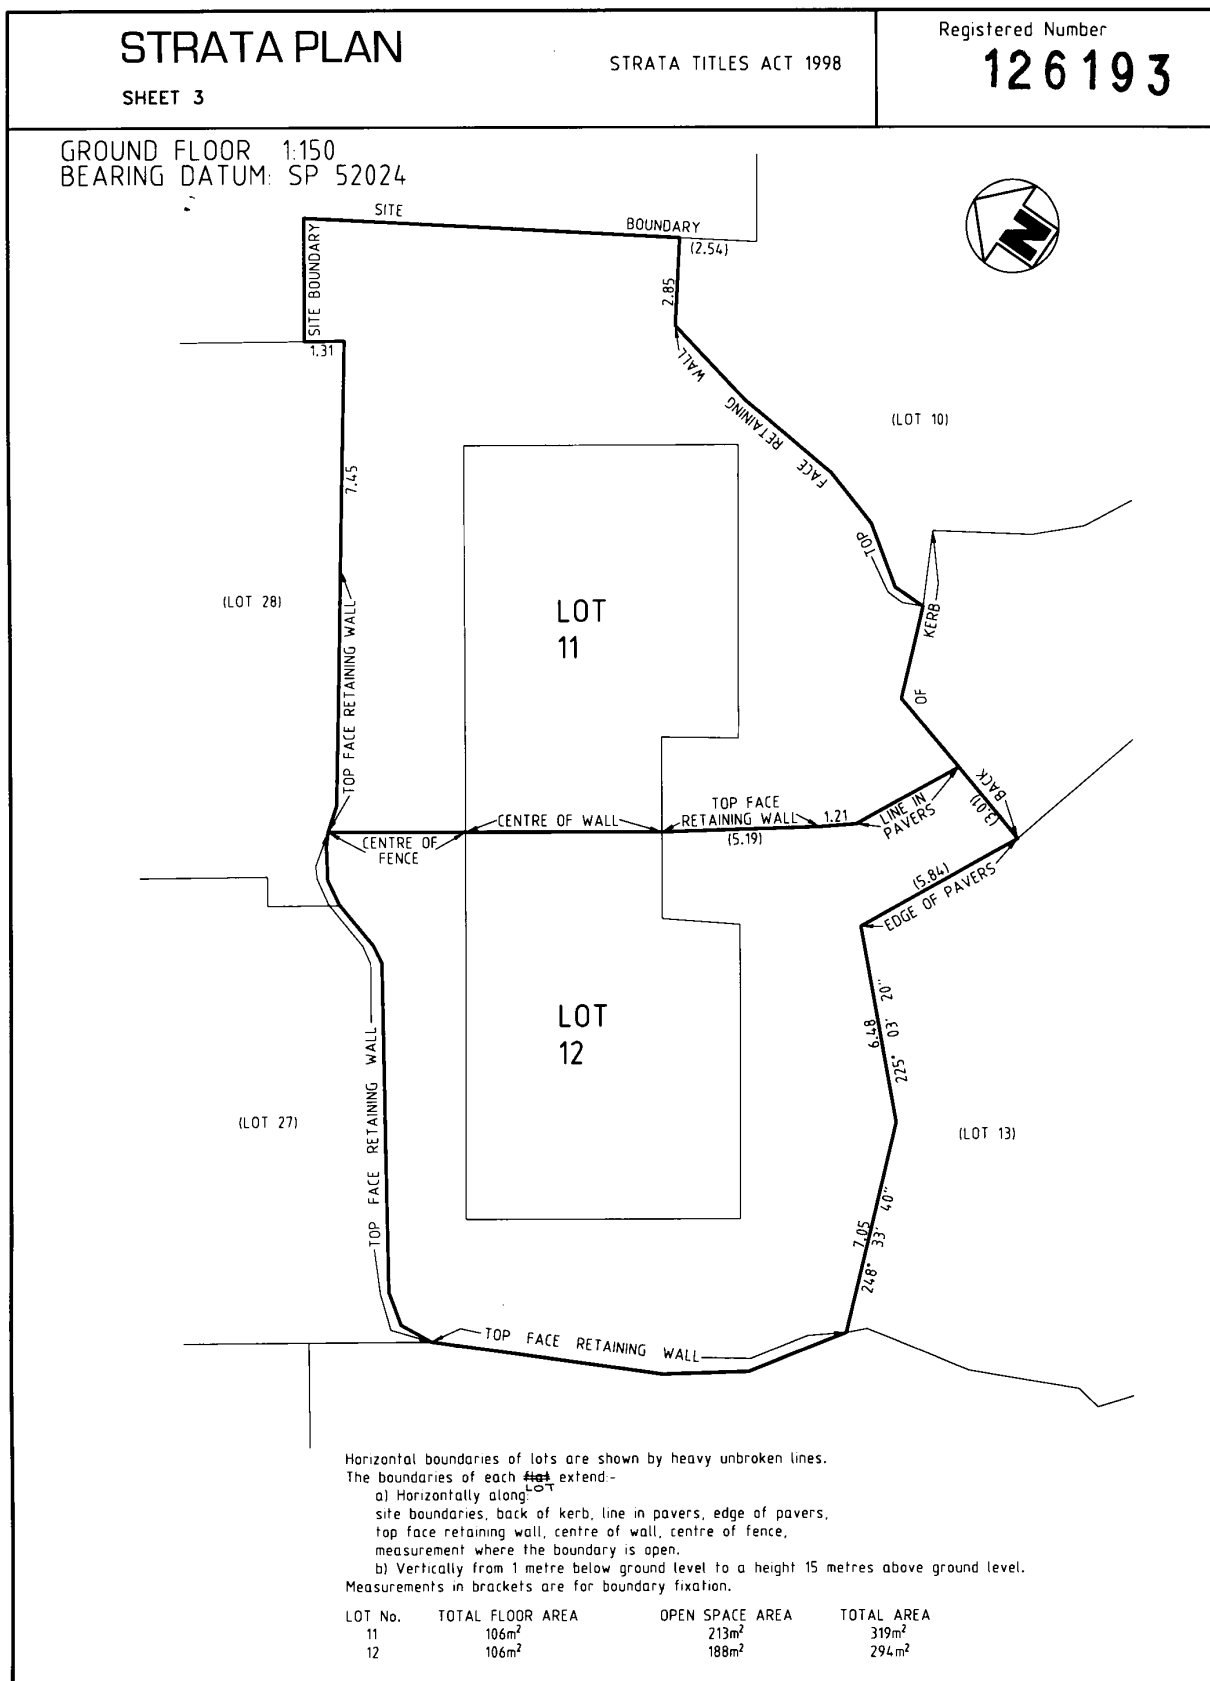 STRATA PLAN
SHEET 3
STRATA TITLES ACT 1998
Registered Number
126193
GROUND FLOOR 1:150
BEARING DATUM: SP 52024
SITE BOUNDARY
(2.54)
SITE BOUNDARY
1.31
2.85
N
TOP FACE RETAINING WALL
(LOT 10)
7.45
(LOT 28)
LOT
11
TOP FACE RETAINING WALL
BACK OF KERB
(3.01)
CENTRE OF
FENCE
CENTRE OF WALL
TOP FACE
RETAINING WALL
(5.19)
1.21
LINE IN
PAVERS
(5.84)
EDGE OF PAVERS
LOT
12
6.48
225° 03' 20"
(LOT 27)
TOP FACE RETAINING WALL
(LOT 13)
7.05
248° 33' 40"
TOP FACE RETAINING WALL
Horizontal boundaries of lots are shown by heavy unbroken lines.
The boundaries of each flat extend:-
LOT
a) Horizontally along:
site boundaries, back of kerb, line in pavers, edge of pavers,
top face retaining wall, centre of wall, centre of fence,
measurement where the boundary is open.
b) Vertically from 1 metre below ground level to a height 15 metres above ground level.
Measurements in brackets are for boundary fixation.
LOT No. TOTAL FLOOR AREA OPEN SPACE AREA TOTAL AREA
11 106m² 213m² 319m²
12 106m² 188m² 294m²